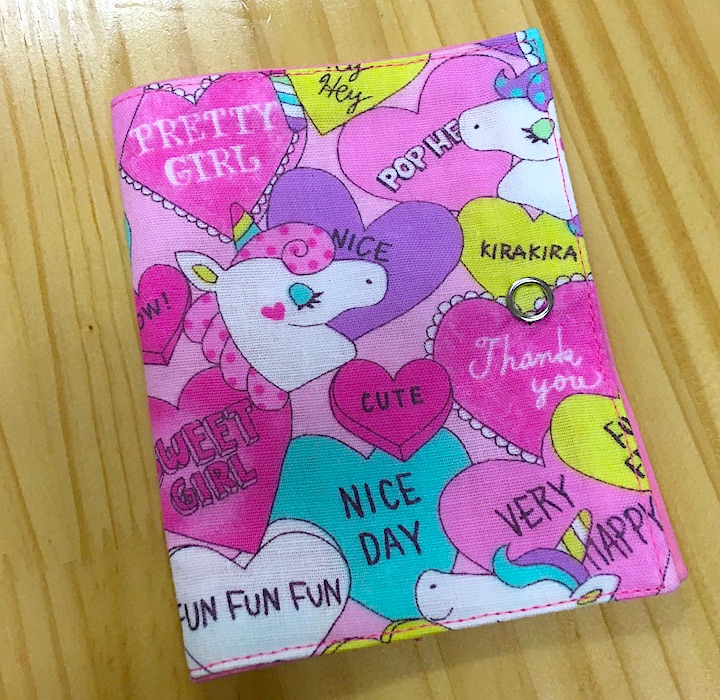 Hey
PRETTY
GIRL
POP HE
NICE
KIRAKIRA
OW!
Thank
you
CUTE
SWEET
GIRL
NICE
DAY
VERY
HAPPY
FUN FUN FUN